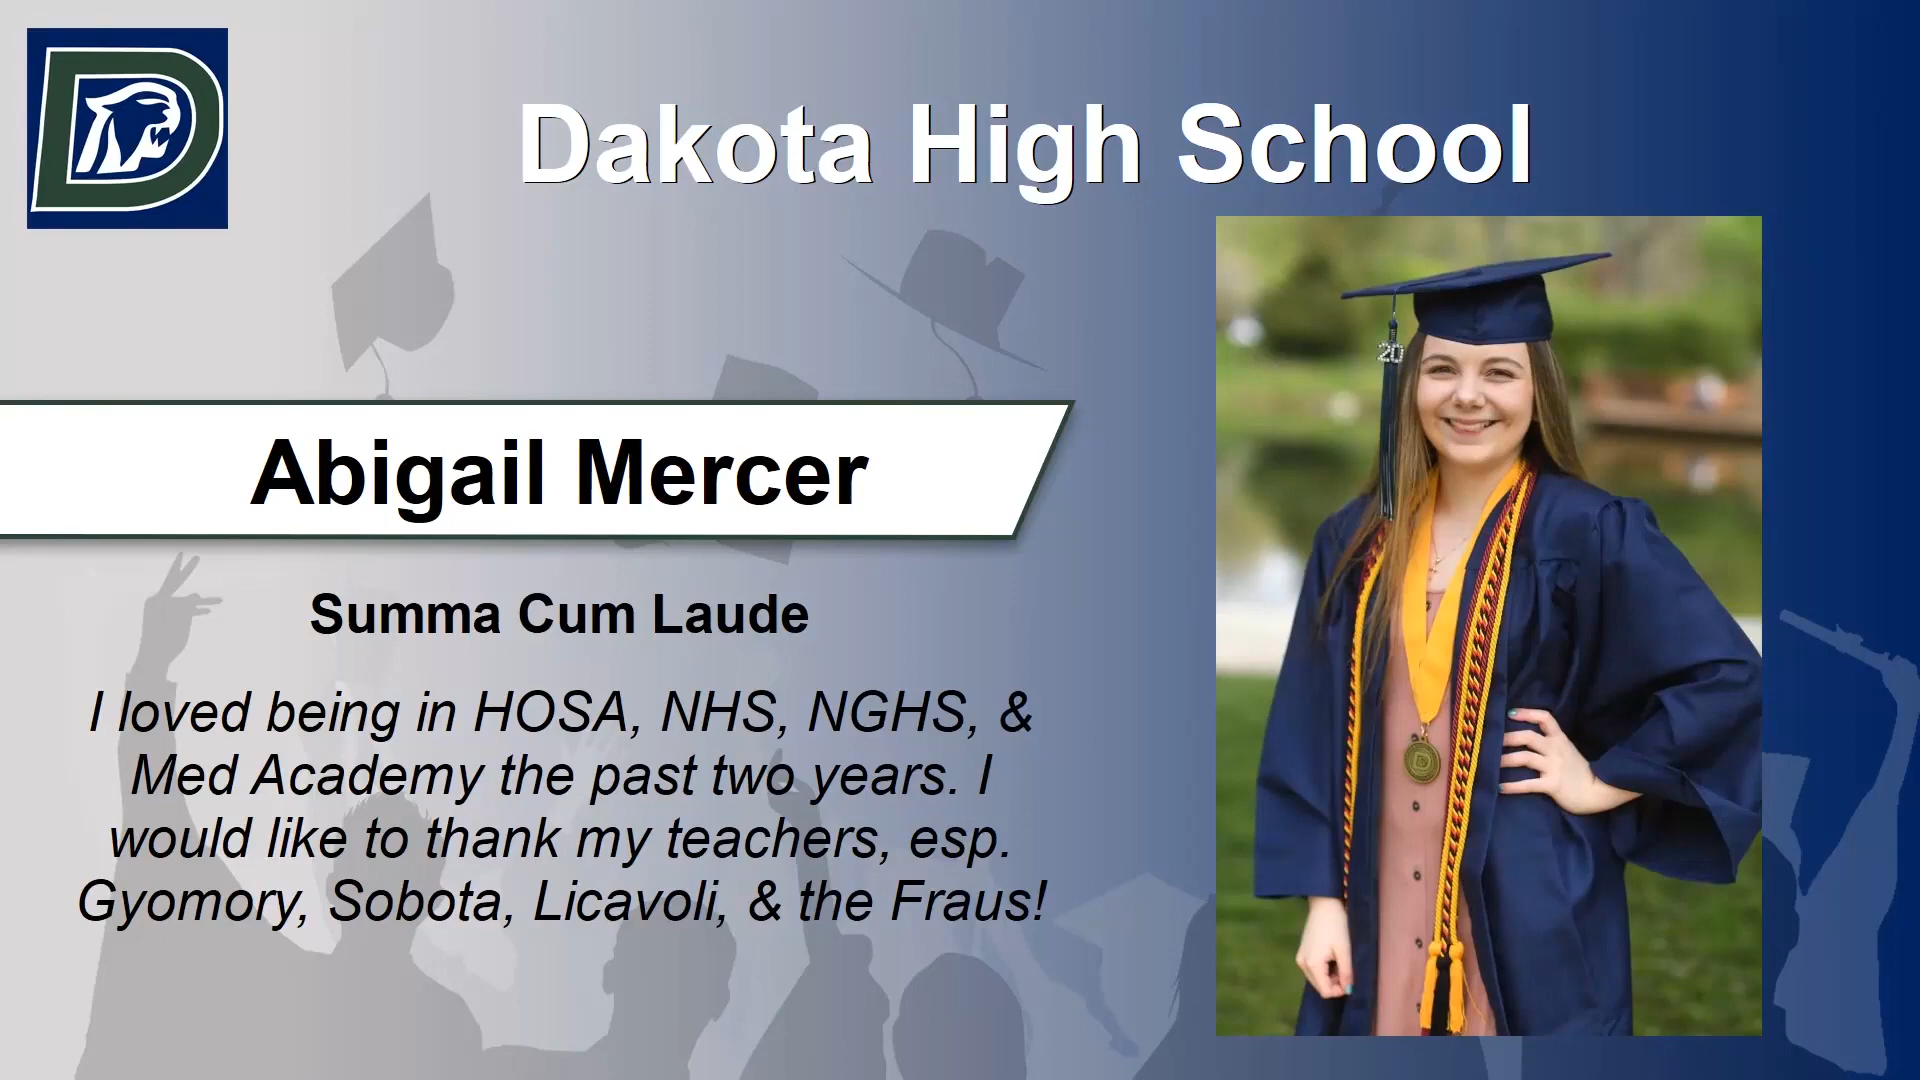 D
Dakota High School
20
Abigail Mercer
Summa Cum Laude
I loved being in HOSA, NHS, NGHS, &
Med Academy the past two years. I
would like to thank my teachers, esp.
Gyomory, Sobota, Licavoli, & the Fraus!
D